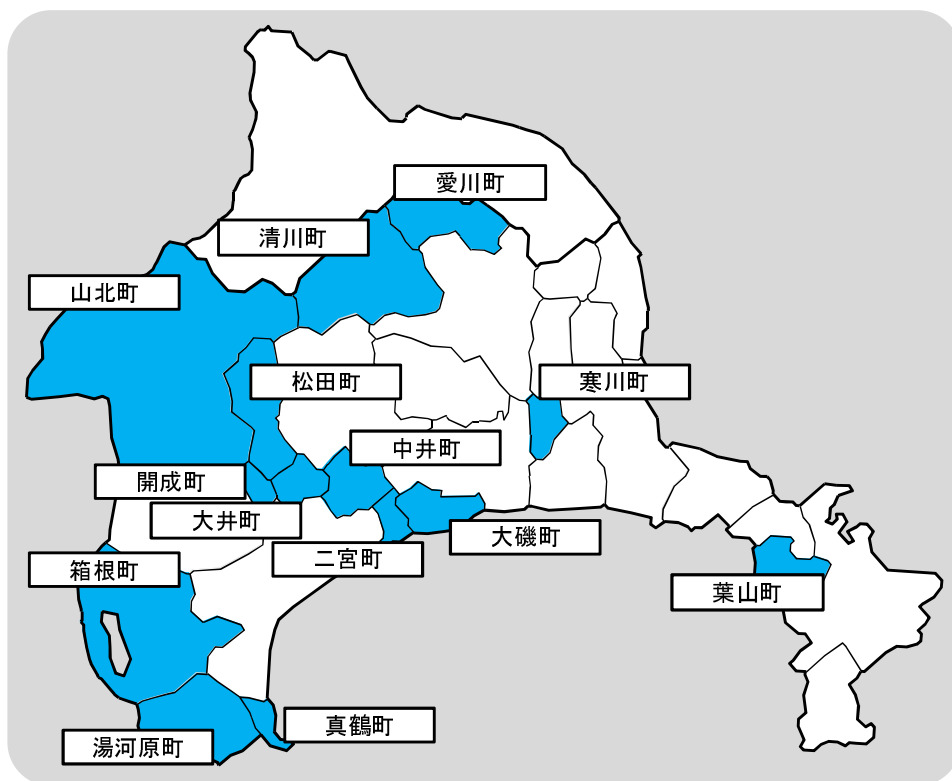 愛川町
清川町
山北町
松田町
寒川町
中井町
開成町
大井町
大磯町
二宮町
箱根町
葉山町
真鶴町
湯河原町